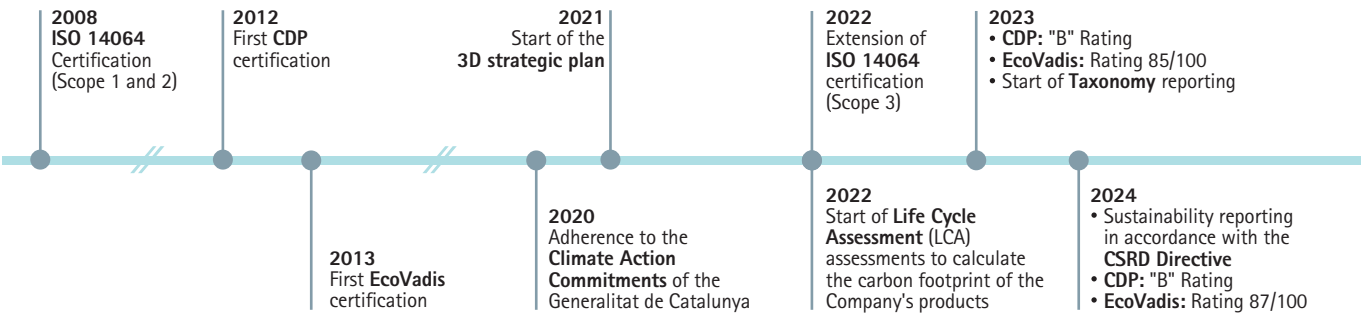 2008
ISO 14064
Certification
(Scope 1 and 2)
2012
First CDP
certification
2013
First EcoVadis
certification
2020
Adherence to the
Climate Action
Commitments of the
Generalitat de Catalunya
2021
Start of the
3D strategic plan
2022
Extension of
ISO 14064
certification
(Scope 3)
2022
Start of Life Cycle
Assessment (LCA)
assessments to calculate
the carbon footprint of the
Company's products
2023
• CDP: "B" Rating
• EcoVadis: Rating 85/100
• Start of Taxonomy reporting
2024
• Sustainability reporting
in accordance with the
CSRD Directive
• CDP: "B" Rating
• EcoVadis: Rating 87/100